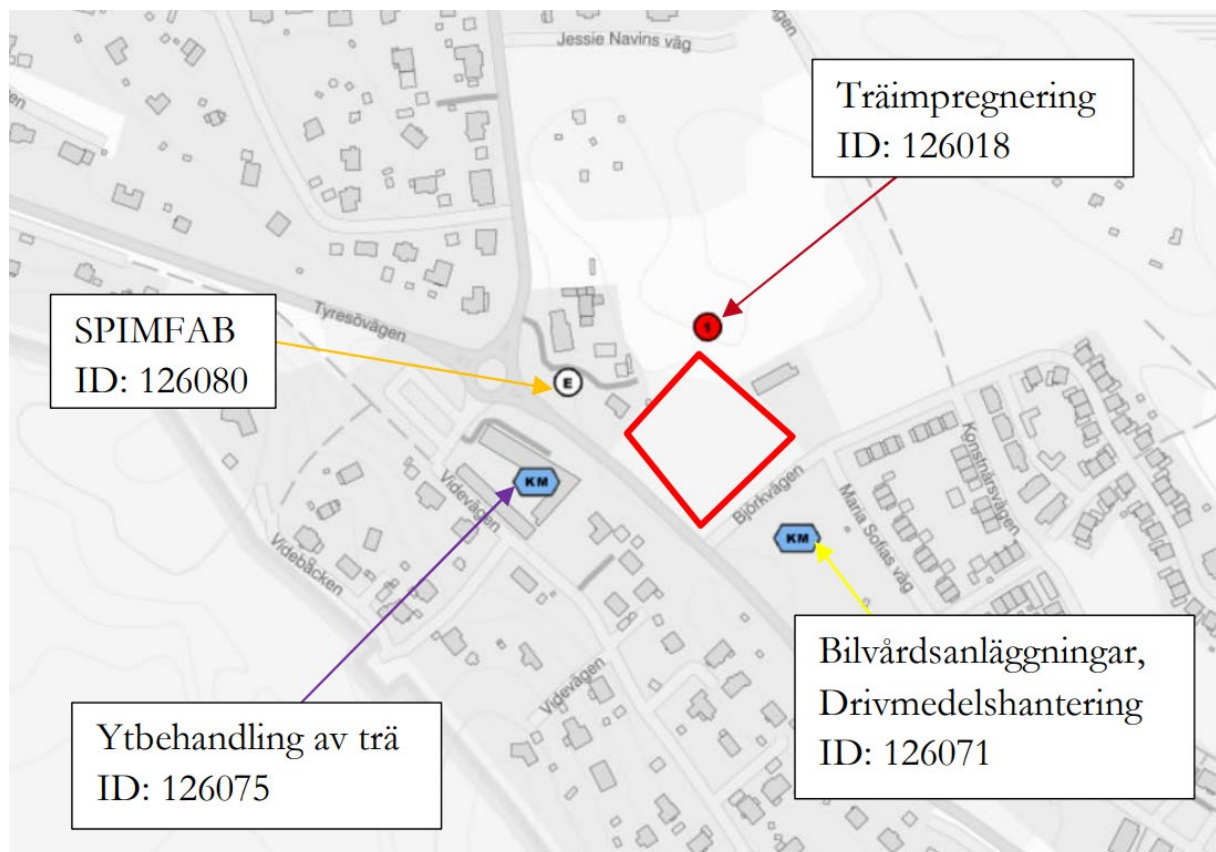 Jessie Navins väg
Träimpregnering
ID: 126018
1
SPIMFAB
ID: 126080
Tyresövägen
E
KM
Videvägen
Videbäcken
Björkvägen
KM
Maria Sofias väg
Konstnärsvägen
Videvägen
Bilvårdsanläggningar,
Drivmedelshantering
ID: 126071
Ytbehandling av trä
ID: 126075